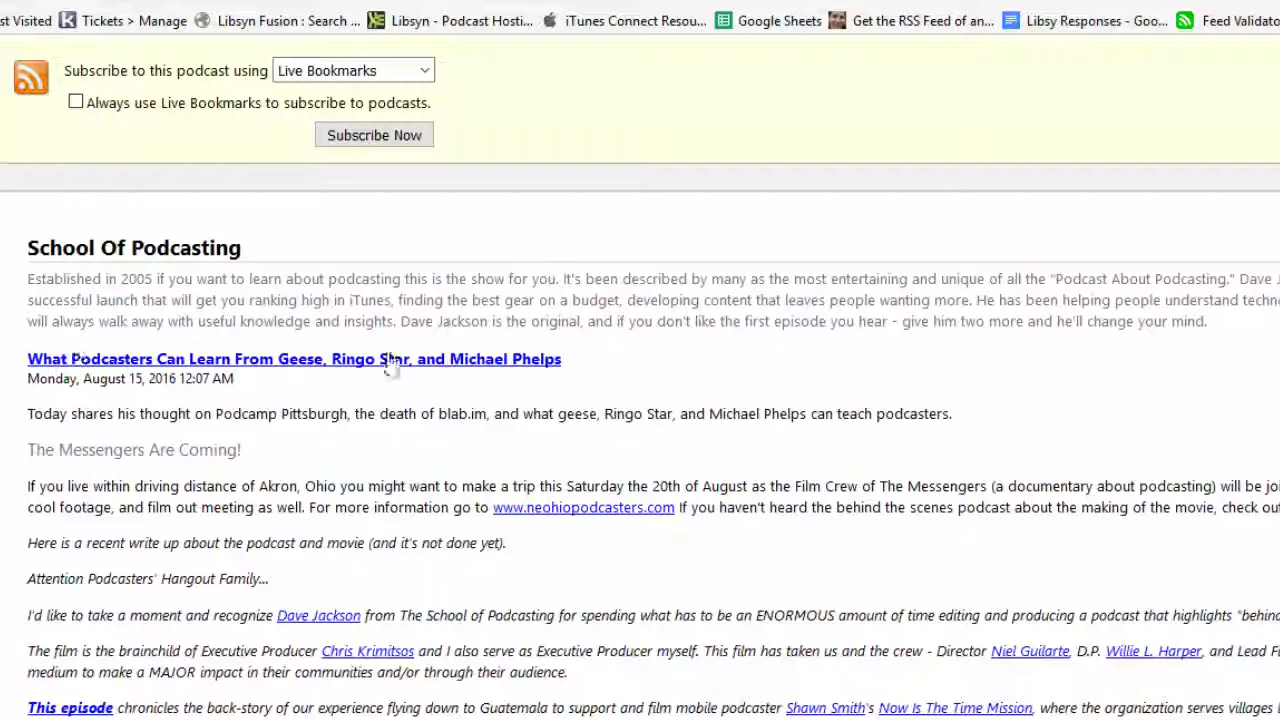 st Visited Tickets > Manage Libsyn Fusion : Search ... Libsyn - Podcast Hosti... iTunes Connect Resou... Google Sheets Get the RSS Feed of an... Libsy Responses - Goo... Feed Validato
Subscribe to this podcast using Live Bookmarks
Always use Live Bookmarks to subscribe to podcasts.
Subscribe Now
School Of Podcasting
Established in 2005 if you want to learn about podcasting this is the show for you. It's been described by many as the most entertaining and unique of all the "Podcast About Podcasting." Dave J
successful launch that will get you ranking high in iTunes, finding the best gear on a budget, developing content that leaves people wanting more. He has been helping people understand techn
will always walk away with useful knowledge and insights. Dave Jackson is the original, and if you don't like the first episode you hear - give him two more and he'll change your mind.
What Podcasters Can Learn From Geese, Ringo Star, and Michael Phelps
Monday, August 15, 2016 12:07 AM
Today shares his thought on Podcamp Pittsburgh, the death of blab.im, and what geese, Ringo Star, and Michael Phelps can teach podcasters.
The Messengers Are Coming!
If you live within driving distance of Akron, Ohio you might want to make a trip this Saturday the 20th of August as the Film Crew of The Messengers (a documentary about podcasting) will be joi
cool footage, and film out meeting as well. For more information go to www.neohiopodcasters.com If you haven't heard the behind the scenes podcast about the making of the movie, check out
Here is a recent write up about the podcast and movie (and it's not done yet).
Attention Podcasters' Hangout Family...
I'd like to take a moment and recognize Dave Jackson from The School of Podcasting for spending what has to be an ENORMOUS amount of time editing and producing a podcast that highlights "behind
The film is the brainchild of Executive Producer Chris Krimitsos and I also serve as Executive Producer myself. This film has taken us and the crew - Director Niel Guilarte, D.P. Willie L. Harper, and Lead Fi
medium to make a MAJOR impact in their communities and/or through their audience.
This episode chronicles the back-story of our experience flying down to Guatemala to support and film mobile podcaster Shawn Smith's Now Is The Time Mission, where the organization serves villages i